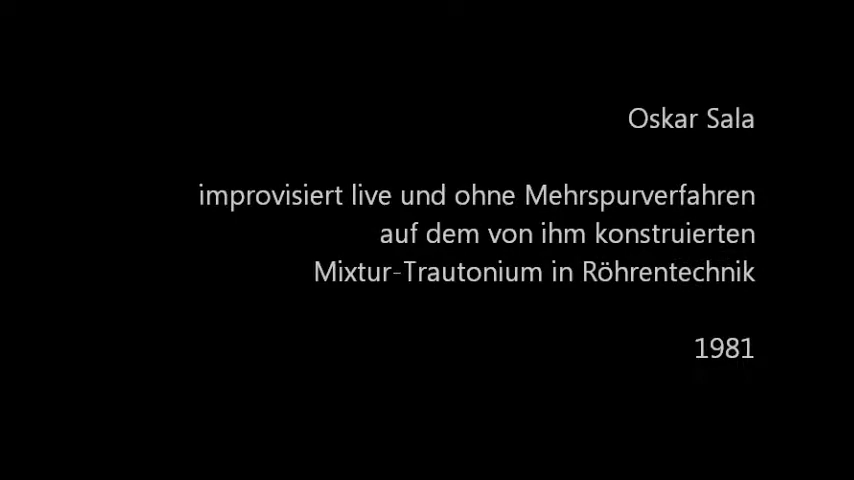 Oskar Sala
improvisiert live und ohne Mehrspurverfahren
auf dem von ihm konstruierten
Mixtur-Trautonium in Röhrentechnik
1981